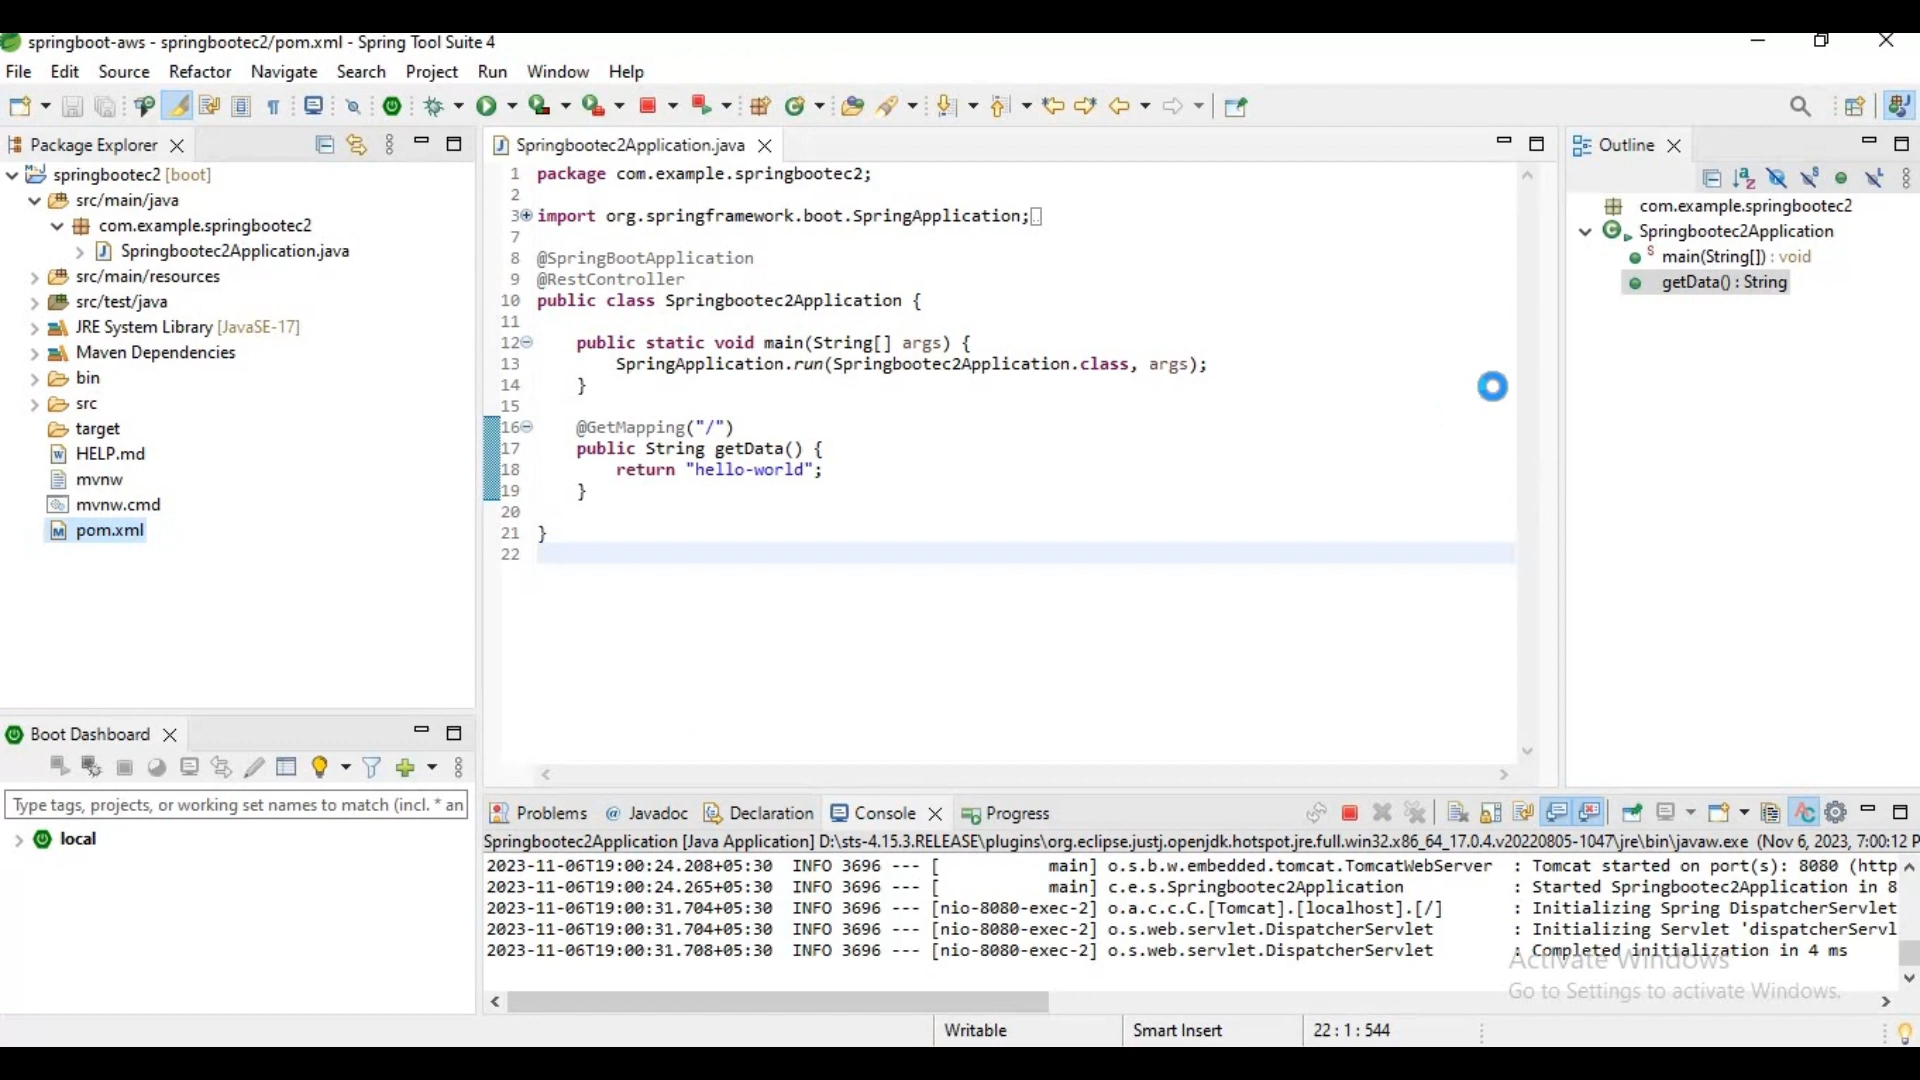 springboot-aws - springbootec2/pom.xml - Spring Tool Suite 4
File Edit Source Refactor Navigate Search Project Run Window Help
Package Explorer
springbootec2 [boot]
src/main/java
com.example.springbootec2
Springbootec2Application.java
src/main/resources
src/test/java
JRE System Library [JavaSE-17]
Maven Dependencies
bin
src
target
HELP.md
mvnw
mvnw.cmd
pom.xml
Springbootec2Application.java
1 package com.example.springbootec2;
2
3 import org.springframework.boot.SpringApplication;
7
8 @SpringBootApplication
9 @RestController
10 public class Springbootec2Application {
11
12 public static void main(String[] args) {
13 SpringApplication.run(Springbootec2Application.class, args);
14 }
15
16 @GetMapping("/")
17 public String getData() {
18 return "hello-world";
19 }
20
21 }
22
Outline
com.example.springbootec2
Springbootec2Application
main(String[]) : void
getData() : String
Boot Dashboard
Type tags, projects, or working set names to match (incl. * an
local
Problems Javadoc Declaration Console Progress
Springbootec2Application [Java Application] D:\sts-4.15.3.RELEASE\plugins\org.eclipse.justj.openjdk.hotspot.jre.full.win32.x86_64_17.0.4.v20220805-1047\jre\bin\javaw.exe (Nov 6, 2023, 7:00:12 P
2023-11-06T19:00:24.208+05:30 INFO 3696 --- [ main] o.s.b.w.embedded.tomcat.TomcatWebServer : Tomcat started on port(s): 8080 (http
2023-11-06T19:00:24.265+05:30 INFO 3696 --- [ main] c.e.s.Springbootec2Application : Started Springbootec2Application in 8
2023-11-06T19:00:31.704+05:30 INFO 3696 --- [nio-8080-exec-2] o.a.c.c.C.[Tomcat].[localhost].[/] : Initializing Spring DispatcherServlet
2023-11-06T19:00:31.704+05:30 INFO 3696 --- [nio-8080-exec-2] o.s.web.servlet.DispatcherServlet : Initializing Servlet 'dispatcherServl
2023-11-06T19:00:31.708+05:30 INFO 3696 --- [nio-8080-exec-2] o.s.web.servlet.DispatcherServlet : Completed initialization in 4 ms
Activate Windows
Go to Settings to activate Windows.
Writable Smart Insert 22 : 1 : 544